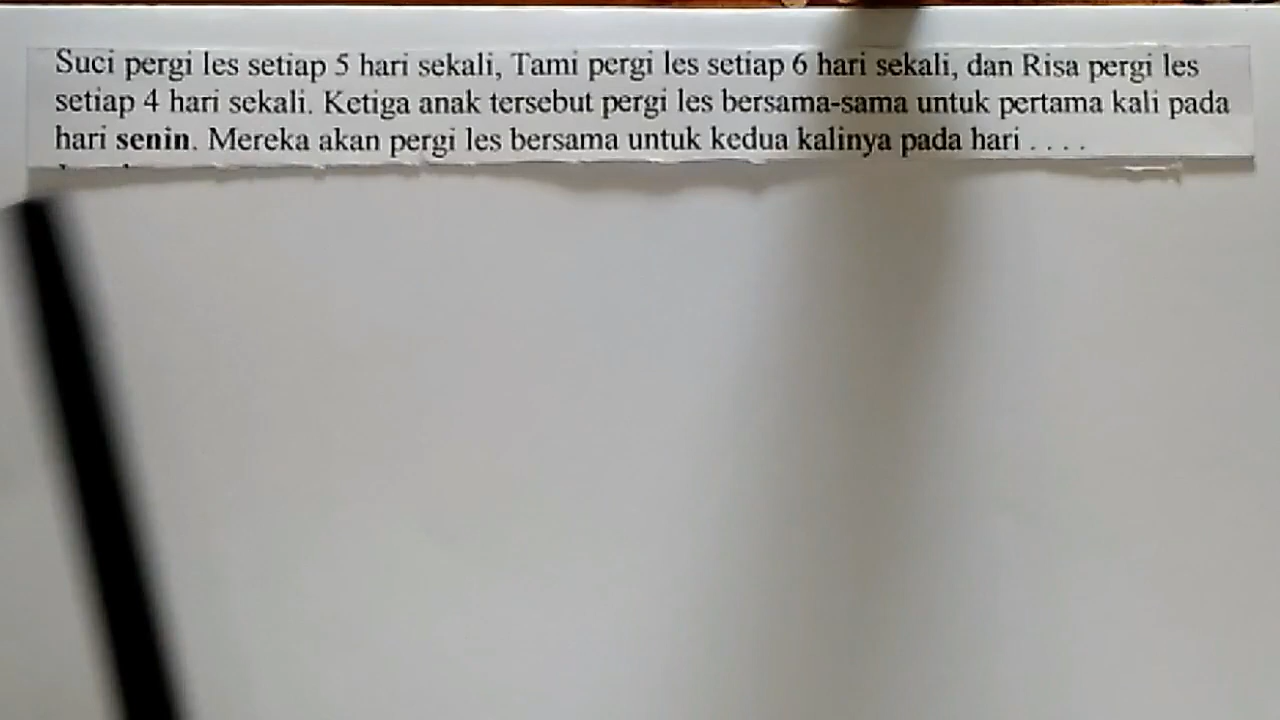 Suci pergi les setiap 5 hari sekali, Tami pergi les setiap 6 hari sekali, dan Risa pergi les
setiap 4 hari sekali. Ketiga anak tersebut pergi les bersama-sama untuk pertama kali pada
hari senin. Mereka akan pergi les bersama untuk kedua kalinya pada hari . . . .